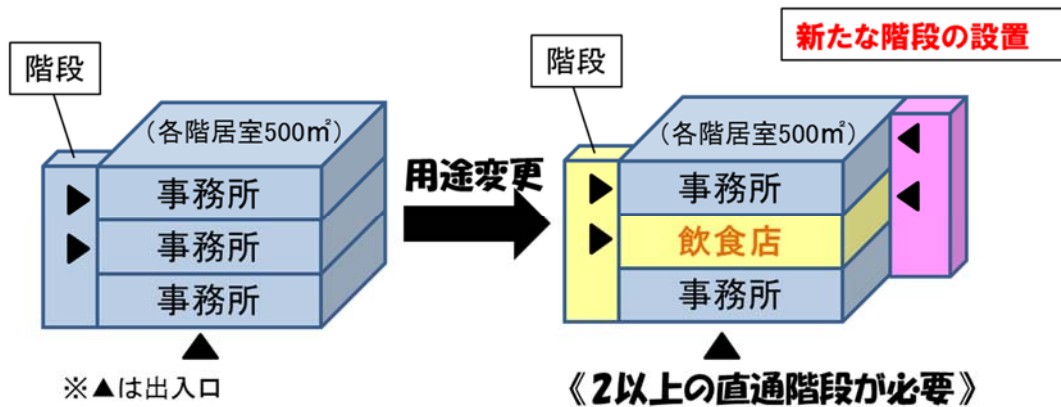 階段
(各階居室500㎡)
事務所
事務所
事務所
※▲は出入口
用途変更
新たな階段の設置
階段
(各階居室500㎡)
事務所
飲食店
事務所
《2以上の直通階段が必要》